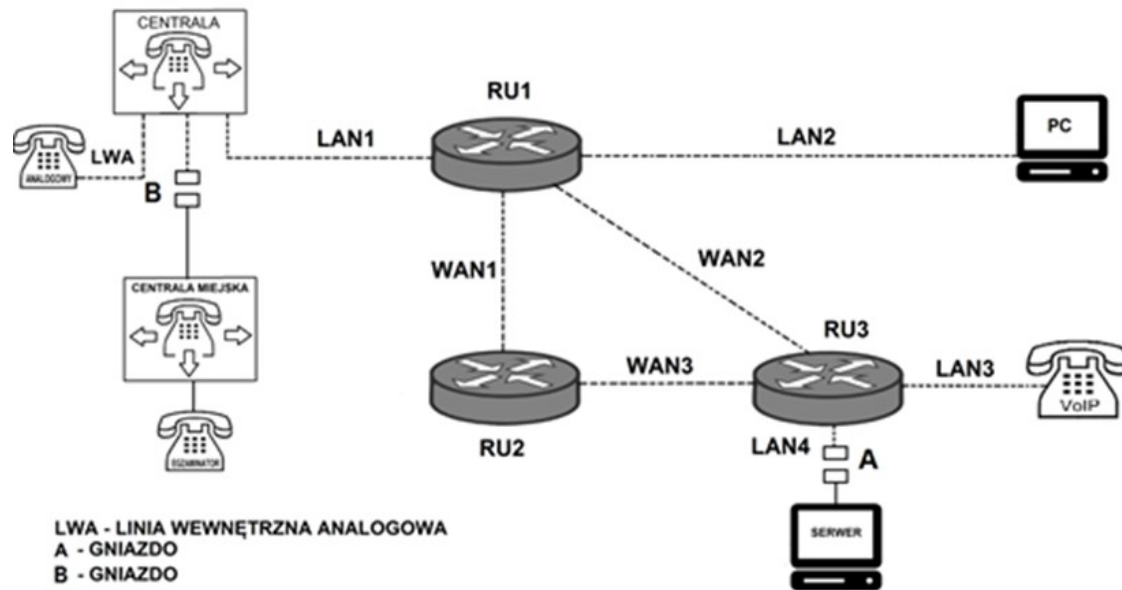 CENTRALA
RU1
PC
LAN1
LAN2
LWA
ANALOGOWY
B
WAN1
WAN2
CENTRALA MIEJSKA
RU3
WAN3
LAN3
VoIP
RU2
LAN4
A
EGZAMINATOR
SERWER
LWA - LINIA WEWNĘTRZNA ANALOGOWA
A - GNIAZDO
B - GNIAZDO